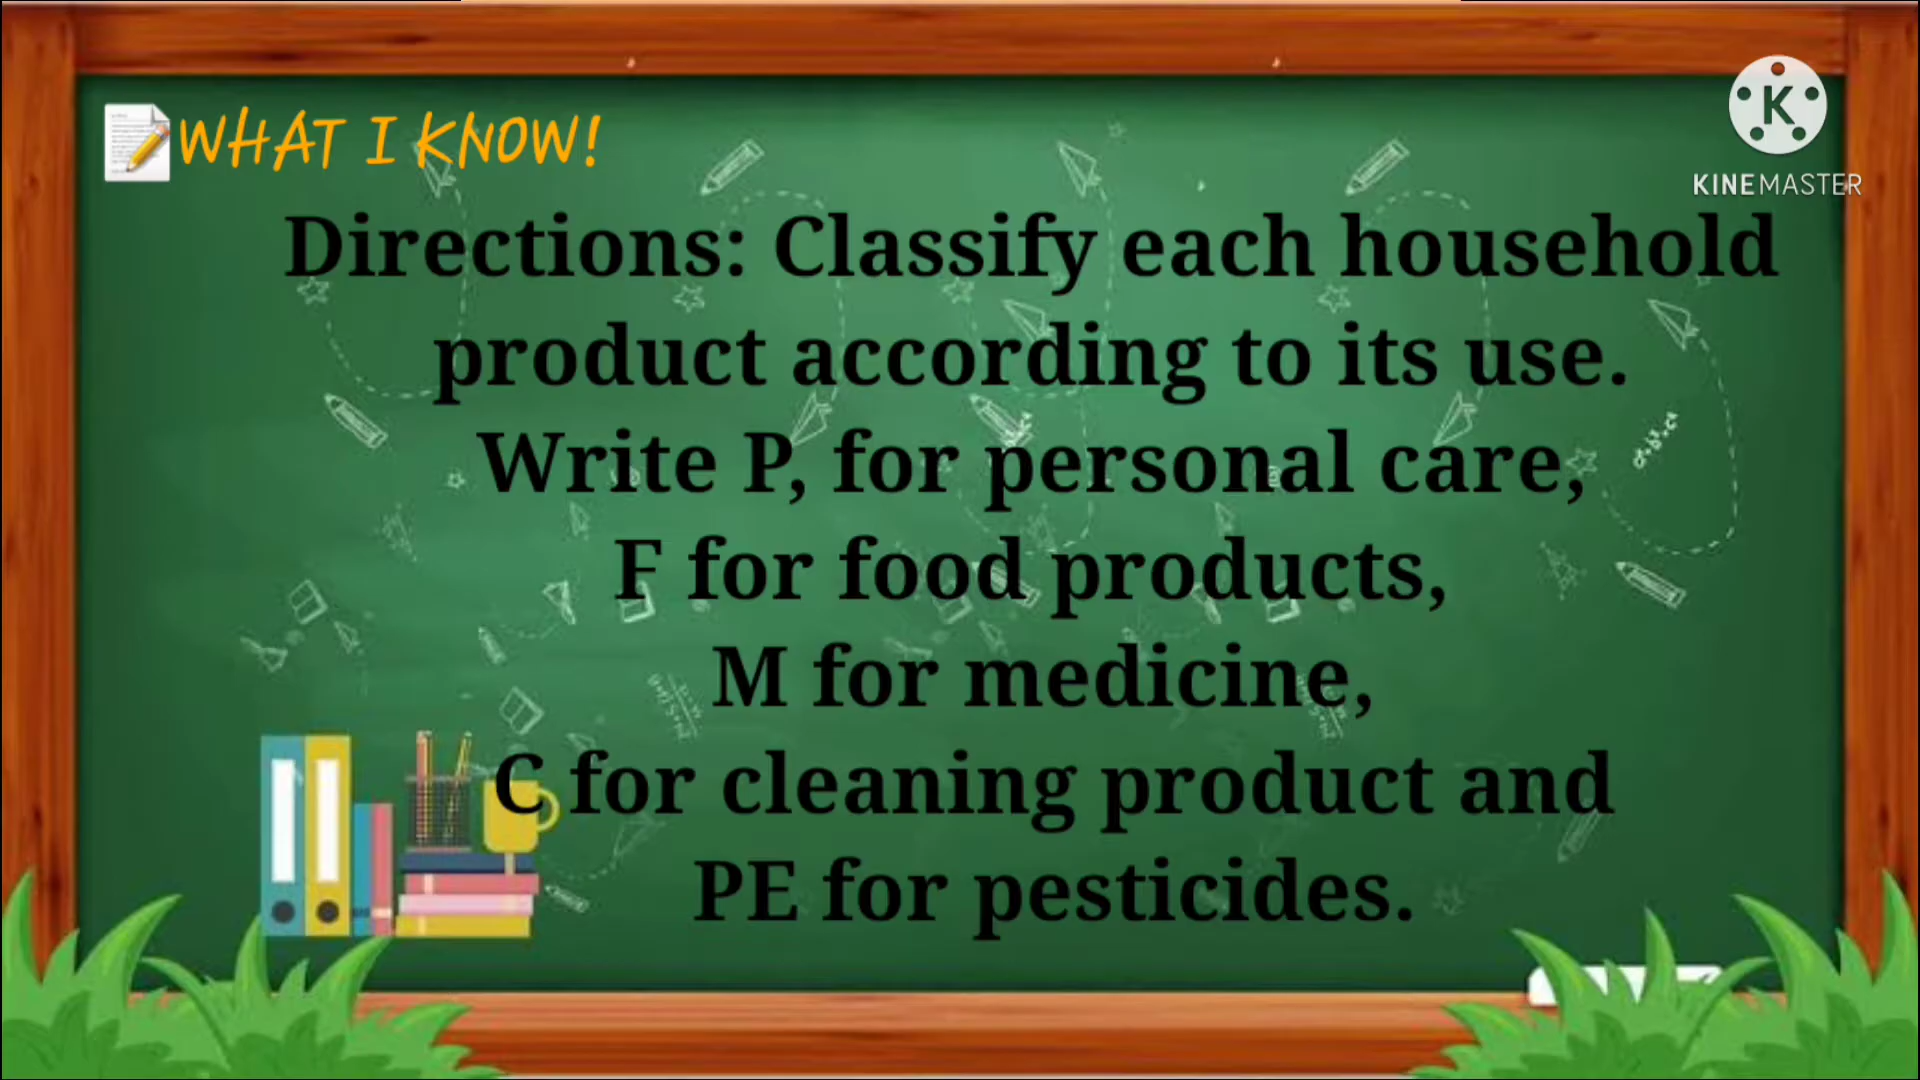 WHAT I KNOW!
KINEMASTER
Directions: Classify each household
product according to its use.
Write P, for personal care,
F for food products,
M for medicine,
C for cleaning product and
PE for pesticides.